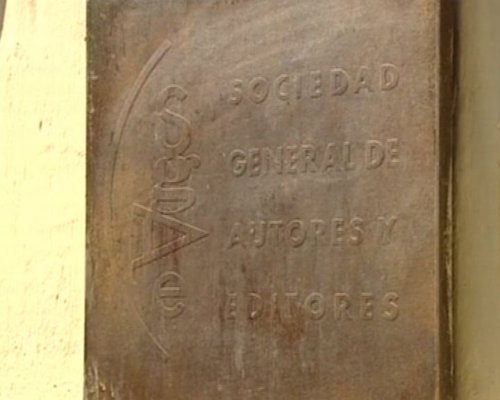 SOCIEDAD
GENERAL DE
AUTORES Y
EDITORES